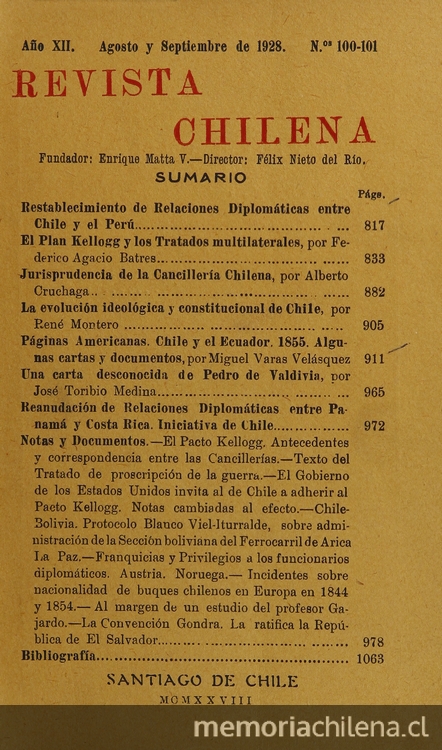 Año XII. Agosto y Septiembre de 1928. N.os 100-101
REVISTA
CHILENA
Fundador: Enrique Matta V.—Director: Félix Nieto del Río.
SUMARIO
Págs.
Restablecimiento de Relaciones Diplomáticas entre
Chile y el Perú........ 817
El Plan Kellogg y los Tratados multilaterales, por Fe-
derico Agacio Batres........ 833
Jurisprudencia de la Cancillería Chilena, por Alberto
Cruchaga........ 882
La evolución ideológica y constitucional de Chile, por
René Montero ........ 905
Páginas Americanas. Chile y el Ecuador. 1855. Algu-
nas cartas y documentos, por Miguel Varas Velásquez 911
Una carta desconocida de Pedro de Valdivia, por
José Toribio Medina........ 965
Reanudación de Relaciones Diplomáticas entre Pa-
namá y Costa Rica. Iniciativa de Chile........ 972
Notas y Documentos.—El Pacto Kellogg. Antecedentes
y correspondencia entre las Cancillerías.—Texto del
Tratado de proscripción de la guerra.—El Gobierno
de los Estados Unidos invita al de Chile a adherir al
Pacto Kellogg. Notas cambiadas al efecto.—Chile-
Bolivia. Protocolo Blanco Viel-Iturralde, sobre admi-
nistración de la Sección boliviana del Ferrocarril de Arica
La Paz.—Franquicias y Privilegios a los funcionarios
diplomáticos. Austria. Noruega.— Incidentes sobre
nacionalidad de buques chilenos en Europa en 1844
y 1854.— Al margen de un estudio del profesor Ga-
jardo.—La Convención Gondra. La ratifica la Repú-
blica de El Salvador........ 978
Bibliografía........ 1063
SANTIAGO DE CHILE
MCMXXVIII
memoriachilena.cl